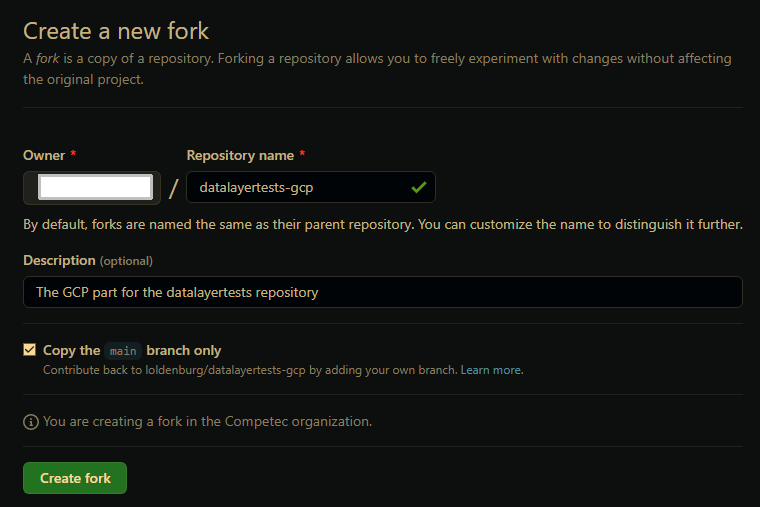 Create a new fork
A fork is a copy of a repository. Forking a repository allows you to freely experiment with changes without affecting
the original project.
Owner * Repository name *
/ datalayertests-gcp
By default, forks are named the same as their parent repository. You can customize the name to distinguish it further.
Description (optional)
The GCP part for the datalayertests repository
Copy the main branch only
Contribute back to loldenburg/datalayertests-gcp by adding your own branch. Learn more.
You are creating a fork in the Competec organization.
Create fork